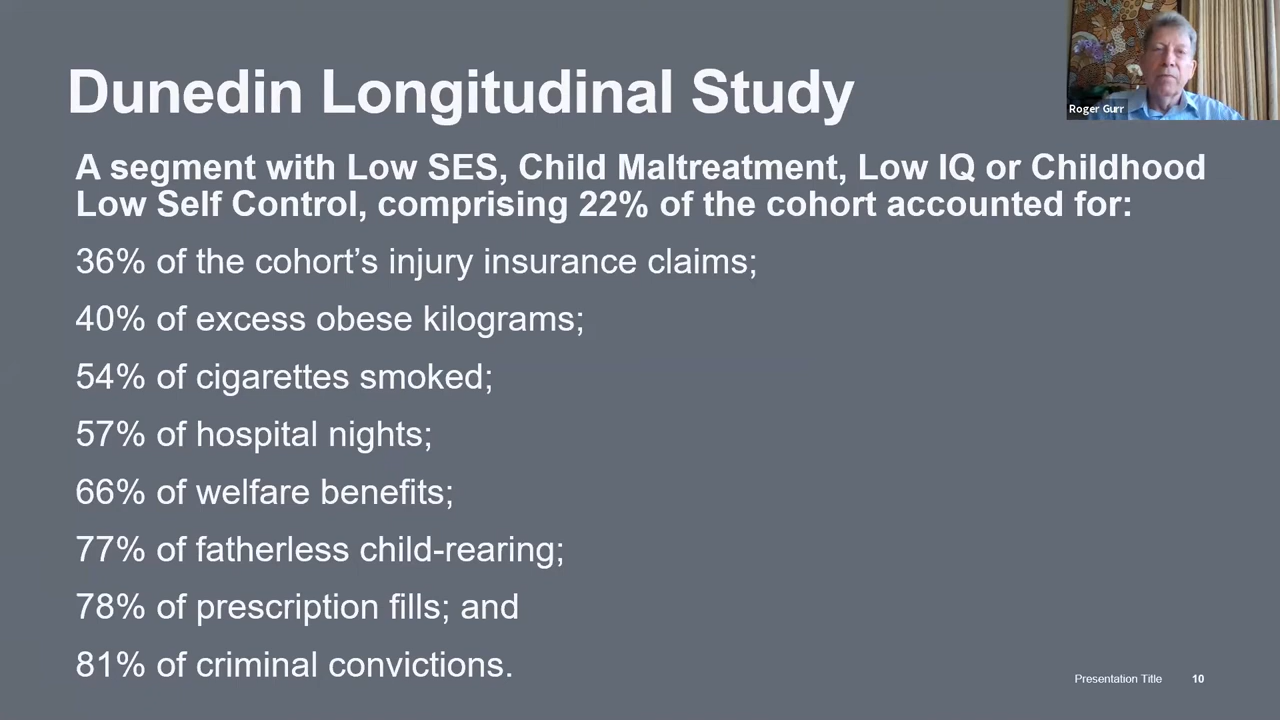 Dunedin Longitudinal Study
Roger Gurr
A segment with Low SES, Child Maltreatment, Low IQ or Childhood
Low Self Control, comprising 22% of the cohort accounted for:
36% of the cohort’s injury insurance claims;
40% of excess obese kilograms;
54% of cigarettes smoked;
57% of hospital nights;
66% of welfare benefits;
77% of fatherless child-rearing;
78% of prescription fills; and
81% of criminal convictions.
Presentation Title 10